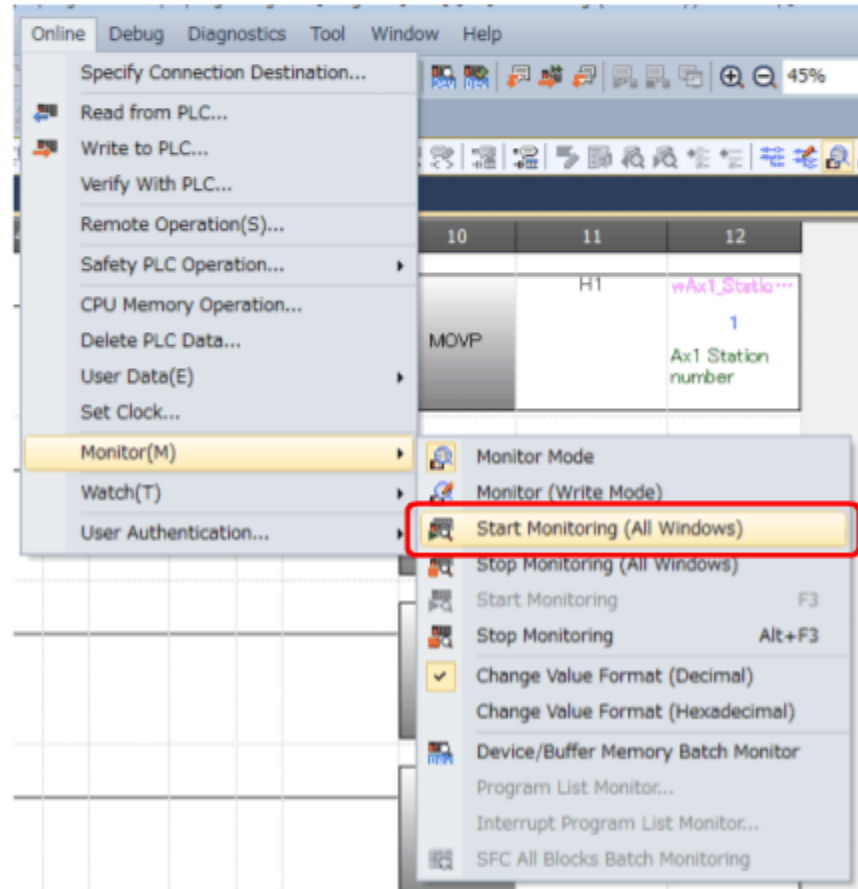 Online Debug Diagnostics Tool Window Help
Specify Connection Destination...
45%
Read from PLC...
Write to PLC...
Verify With PLC...
Remote Operation(S)...
10 11 12
Safety PLC Operation...
CPU Memory Operation...
Delete PLC Data...
User Data(E)
Set Clock...
MOVP
H1
wAx1_Statio...
1
Ax1 Station
number
Monitor(M)
Watch(T)
User Authentication...
Monitor Mode
Monitor (Write Mode)
Start Monitoring (All Windows)
Stop Monitoring (All Windows)
Start Monitoring F3
Stop Monitoring Alt+F3
Change Value Format (Decimal)
Change Value Format (Hexadecimal)
Device/Buffer Memory Batch Monitor
Program List Monitor...
Interrupt Program List Monitor...
SFC All Blocks Batch Monitoring